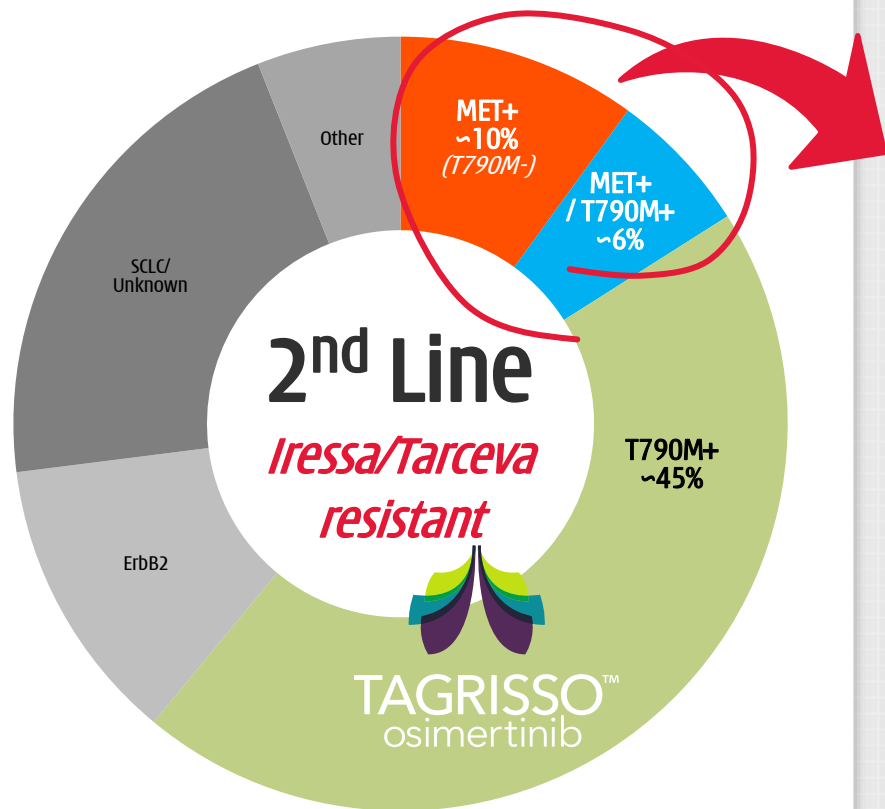 MET+
~10%
(T790M-)
MET+
/ T790M+
~6%
Other
SCLC/
Unknown
2nd Line
Iressa/Tarceva
resistant
T790M+
~45%
ErbB2
TAGRISSO™
osimertinib